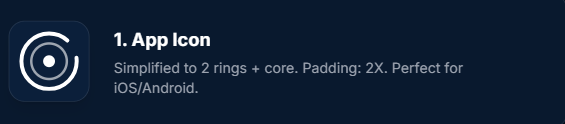 1. App Icon
Simplified to 2 rings + core. Padding: 2X. Perfect for
iOS/Android.